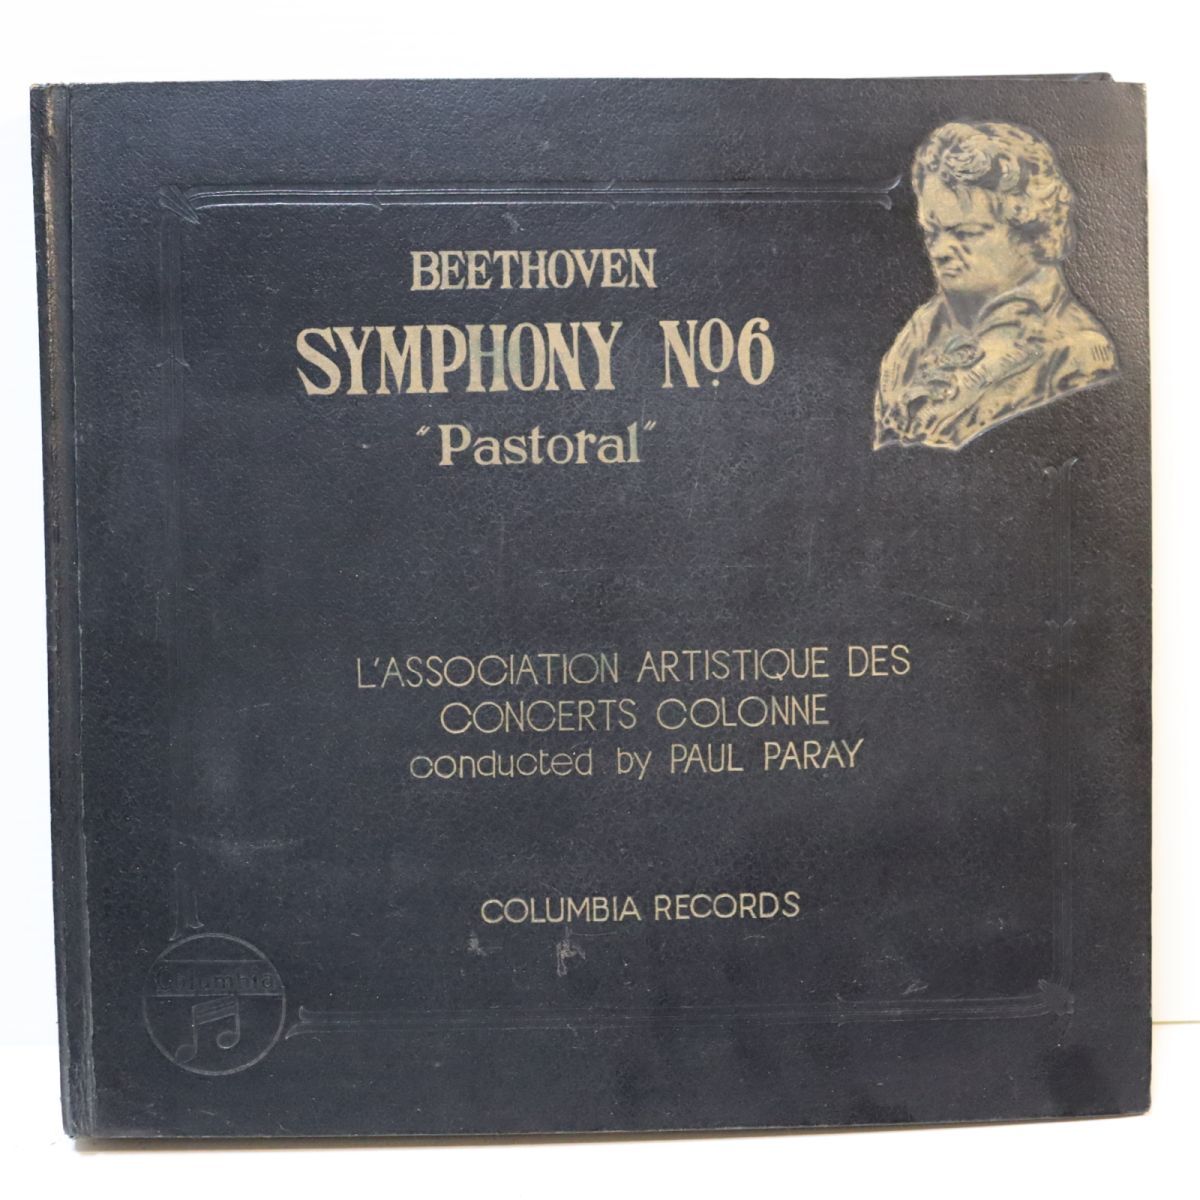 BEETHOVEN
SYMPHONY No. 6
"Pastoral"
L'ASSOCIATION ARTISTIQUE DES
CONCERTS COLONNE
conducted by PAUL PARAY
COLUMBIA RECORDS
Columbia